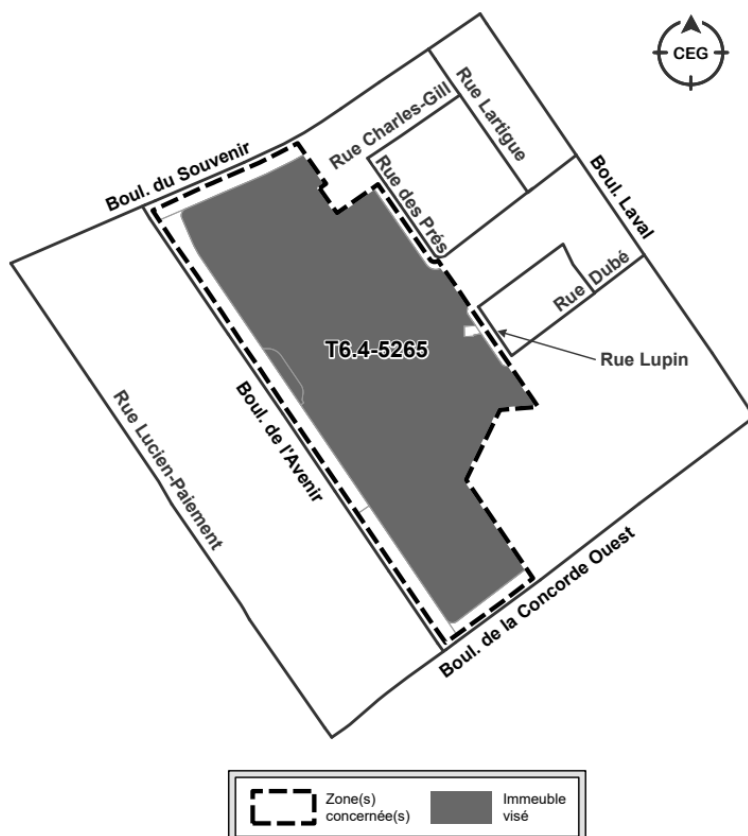 CEG
Rue Charles-Gill
Rue Lartigue
Boul. du Souvenir
Rue des Prés
Boul. Laval
Rue Dubé
T6.4-5265
Rue Lupin
Boul. de l'Avenir
Rue Lucien-Paiement
Boul. de la Concorde Ouest
Zone(s)
concernée(s)
Immeuble
visé